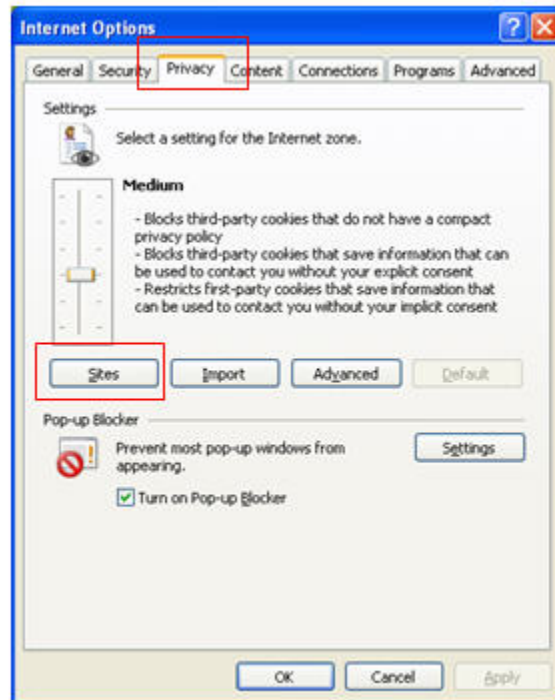 Internet Options
General Security Privacy Content Connections Programs Advanced
Settings
Select a setting for the Internet zone.
Medium
- Blocks third-party cookies that do not have a compact
privacy policy
- Blocks third-party cookies that save information that can
be used to contact you without your explicit consent
- Restricts first-party cookies that save information that
can be used to contact you without your implicit consent
Sites Import Advanced Default
Pop-up Blocker
Prevent most pop-up windows from
appearing.
Settings
Turn on Pop-up Blocker
OK Cancel Apply